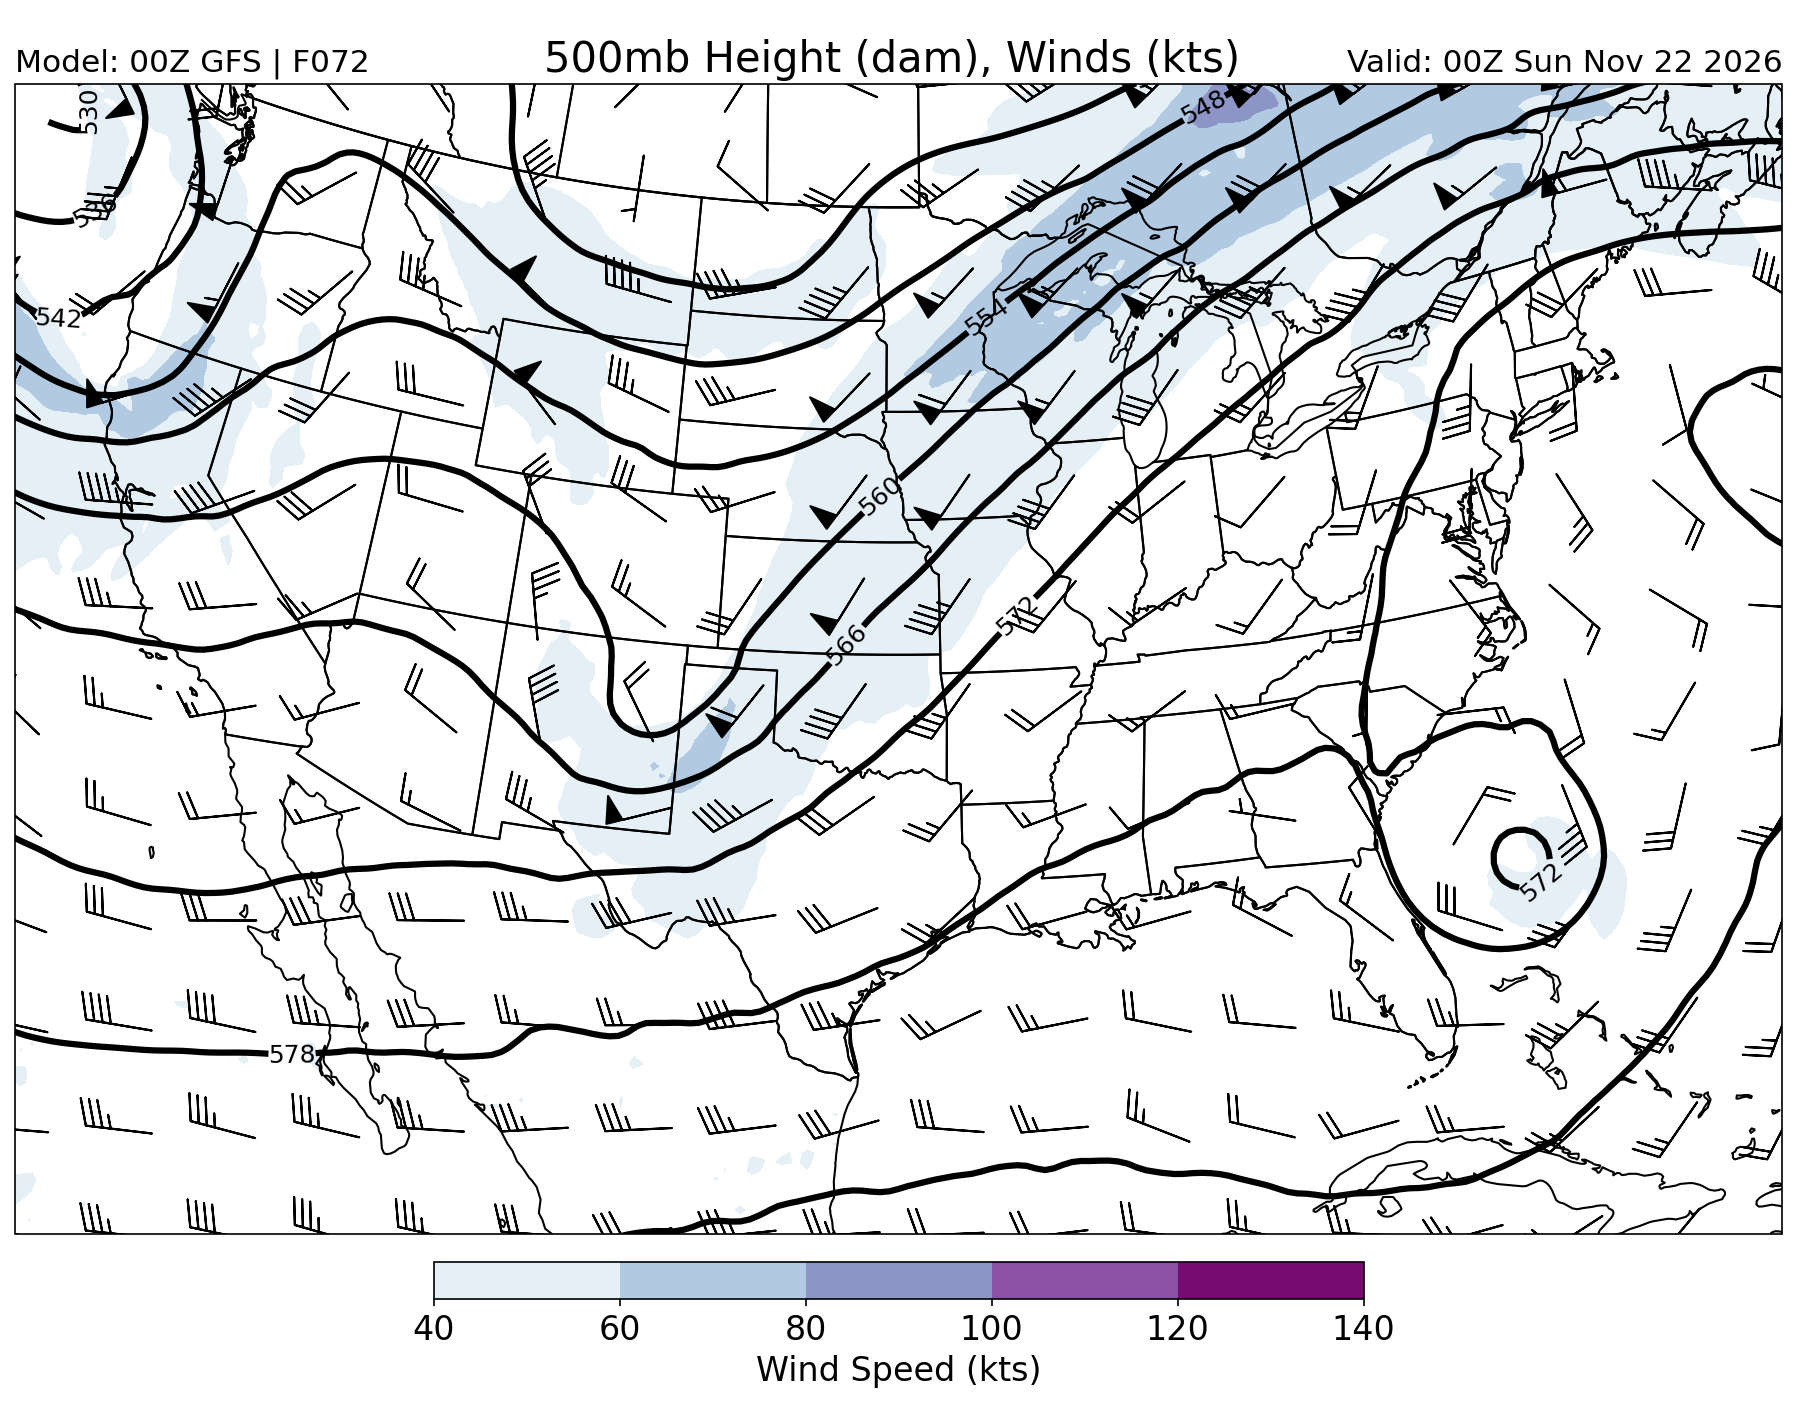 Model: 00Z GFS | F072
500mb Height (dam), Winds (kts)
Valid: 00Z Sun Nov 22 2026
530
548
536
542
554
560
572
566
572
578
40 60 80 100 120 140
Wind Speed (kts)